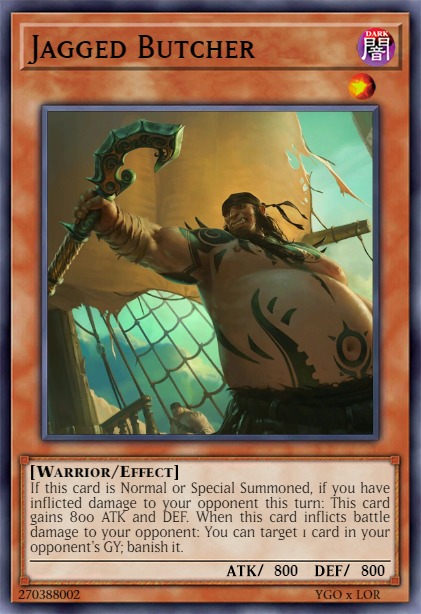 Jagged Butcher
DARK
闇
[Warrior/Effect]
If this card is Normal or Special Summoned, if you have
inflicted damage to your opponent this turn: This card
gains 800 ATK and DEF. When this card inflicts battle
damage to your opponent: You can target 1 card in your
opponent's GY; banish it.
ATK/ 800 DEF/ 800
270388002 YGO x LOR